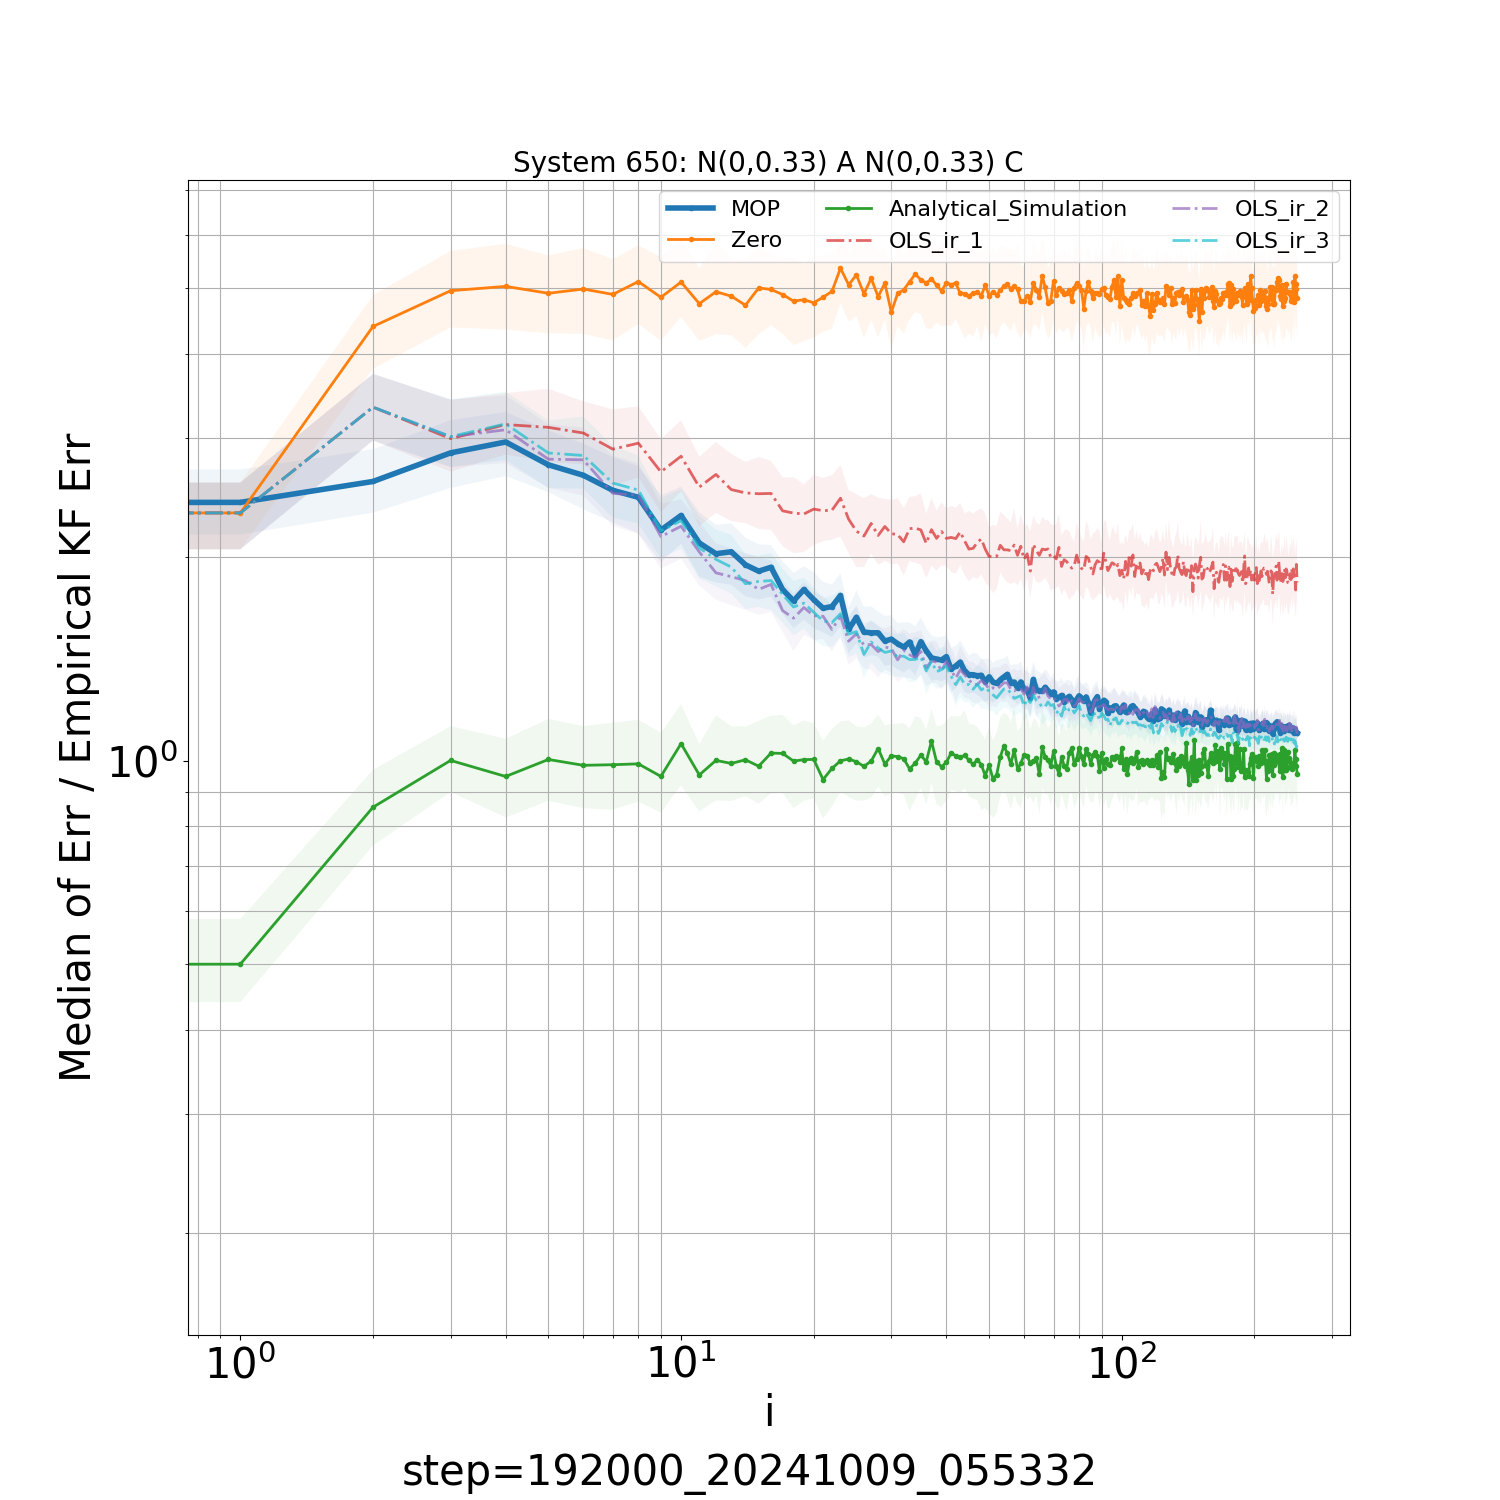 System 650: N(0,0.33) A N(0,0.33) C
MOP
Zero
Analytical_Simulation
OLS_ir_1
OLS_ir_2
OLS_ir_3
Median of Err / Empirical KF Err
10⁰
10⁰
10¹
10²
i
step=192000_20241009_055332